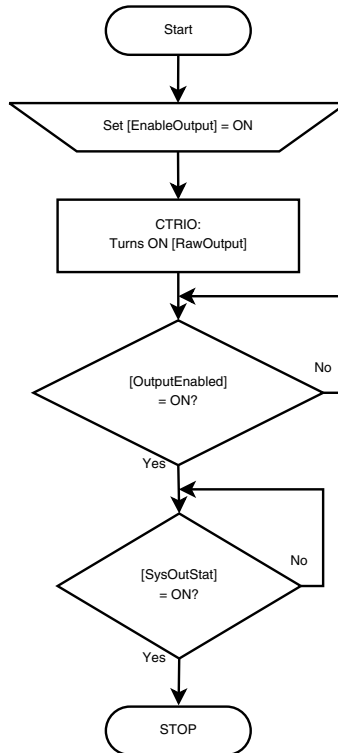 Start
Set [EnableOutput] = ON
CTRIO:
Turns ON [RawOutput]
[OutputEnabled]
= ON?
No
Yes
[SysOutStat]
= ON?
No
Yes
STOP